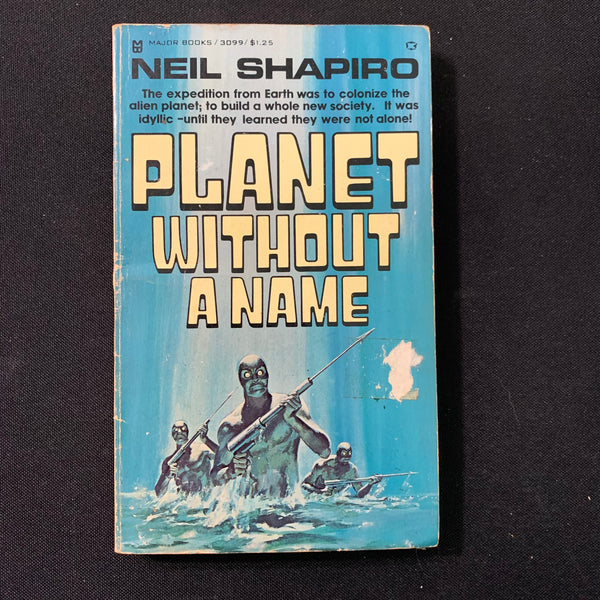 MAJOR BOOKS / 3099 / $1.25
NEIL SHAPIRO
The expedition from Earth was to colonize the
alien planet; to build a whole new society. It was
idyllic -until they learned they were not alone!
PLANET
WITHOUT
A NAME